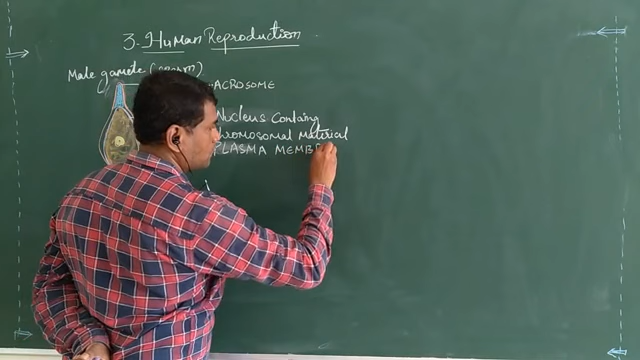 3. Human Reproduction
Male gamete (sperm)
ACROSOME
Nucleus Containg
chromosomal Material
PLASMA MEMB